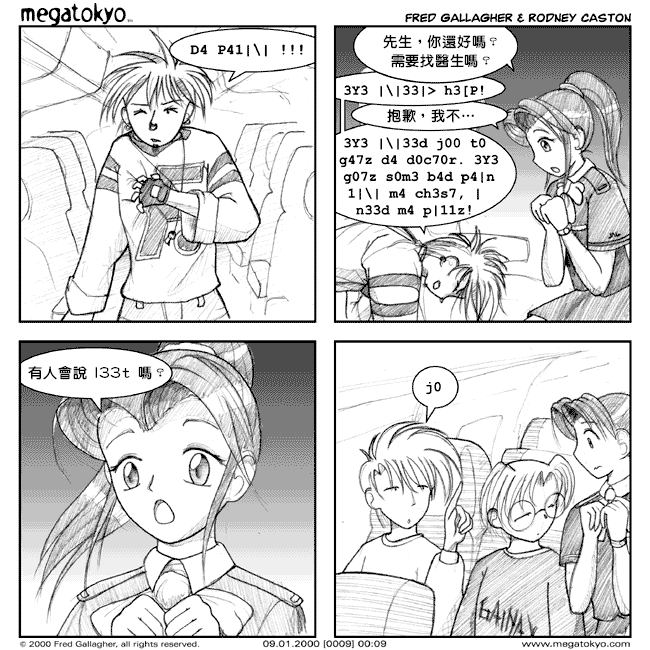 megatokyo
FRED GALLAGHER & RODNEY CASTON
D4 P41|\| !!!
先生，你還好嗎？
需要找醫生嗎？
3Y3 |\|33|> h3[P!
抱歉，我不⋯
3Y3 |\|33d j00 t0
g47z d4 d0c70r. 3Y3
g07z s0m3 b4d p4|n
1|\| m4 ch3s7, |
n33d m4 p|llz!
有人會說 l33t 嗎？
j0
GAINAX
© 2000 Fred Gallagher, all rights reserved.
09.01.2000 [0009] 00:09
www.megatokyo.com